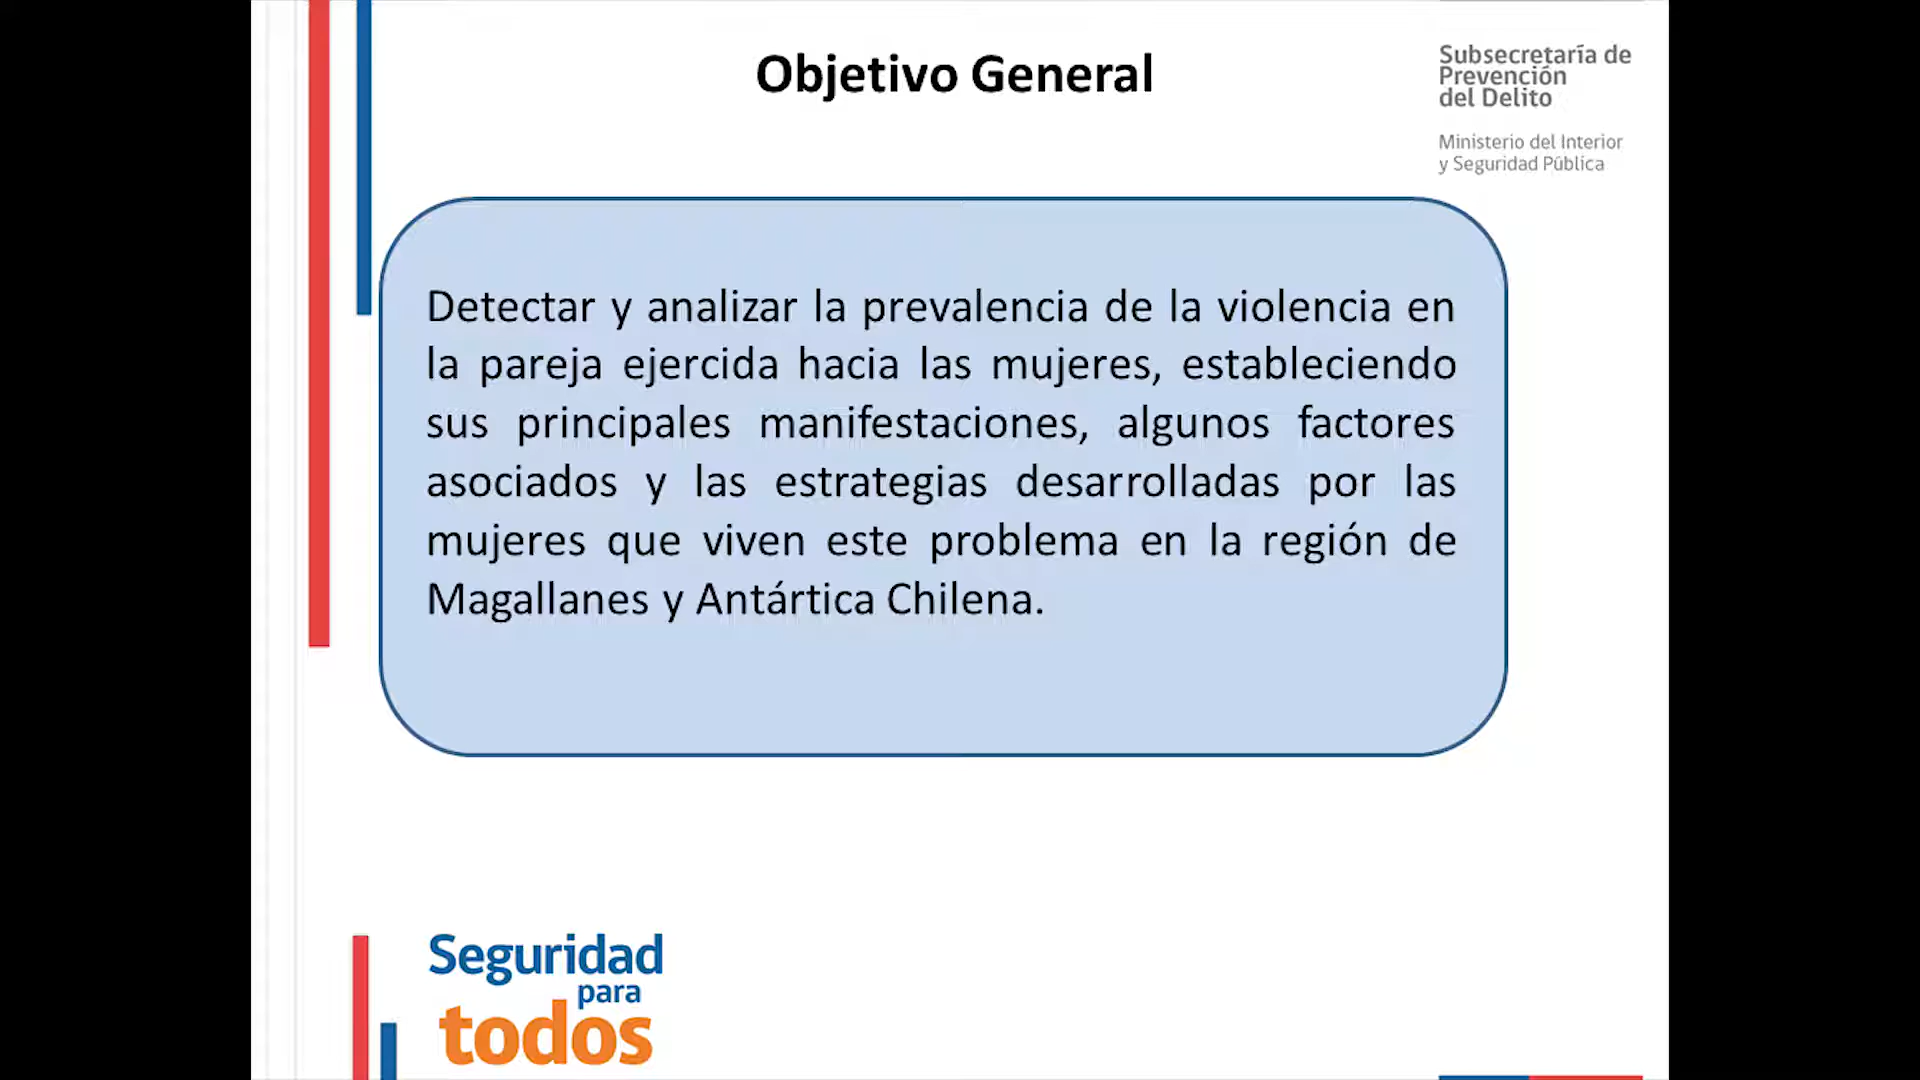 Objetivo General
Subsecretaría de
Prevención
del Delito
Ministerio del Interior
y Seguridad Pública
Detectar y analizar la prevalencia de la violencia en
la pareja ejercida hacia las mujeres, estableciendo
sus principales manifestaciones, algunos factores
asociados y las estrategias desarrolladas por las
mujeres que viven este problema en la región de
Magallanes y Antártica Chilena.
Seguridad
para
todos